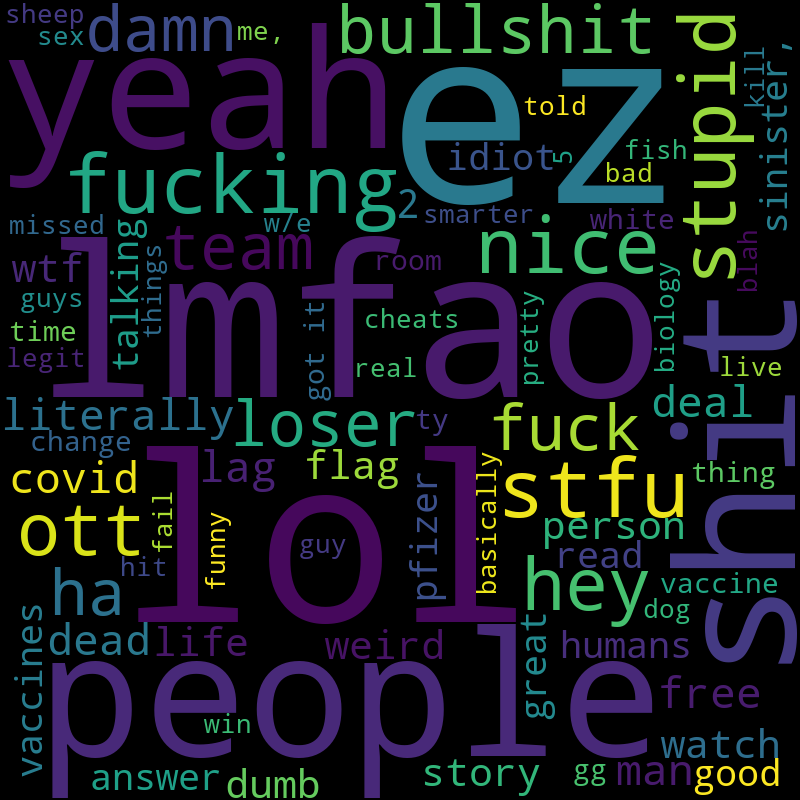 sheep
sex
damn
me,
bullshit
yeah
ez
stupid
kill
sinister,
told
idiot
5
fish
bad
fucking
2
smarter
white
missed
w/e
talking
things
team
nice
blah
wtf
room
guys
lmfao
got it
cheats
pretty
biology
shit
time
legit
real
live
literally
change
loser
ty
fuck
deal
covid
lag
flag
stfu
thing
ott
fail
funny
lol
guy
pfizer
basically
person
read
hit
ha
hey
vaccine
dog
vaccines
dead
life
weird
great
humans
people
free
win
watch
answer
dumb
story
gg
man
good